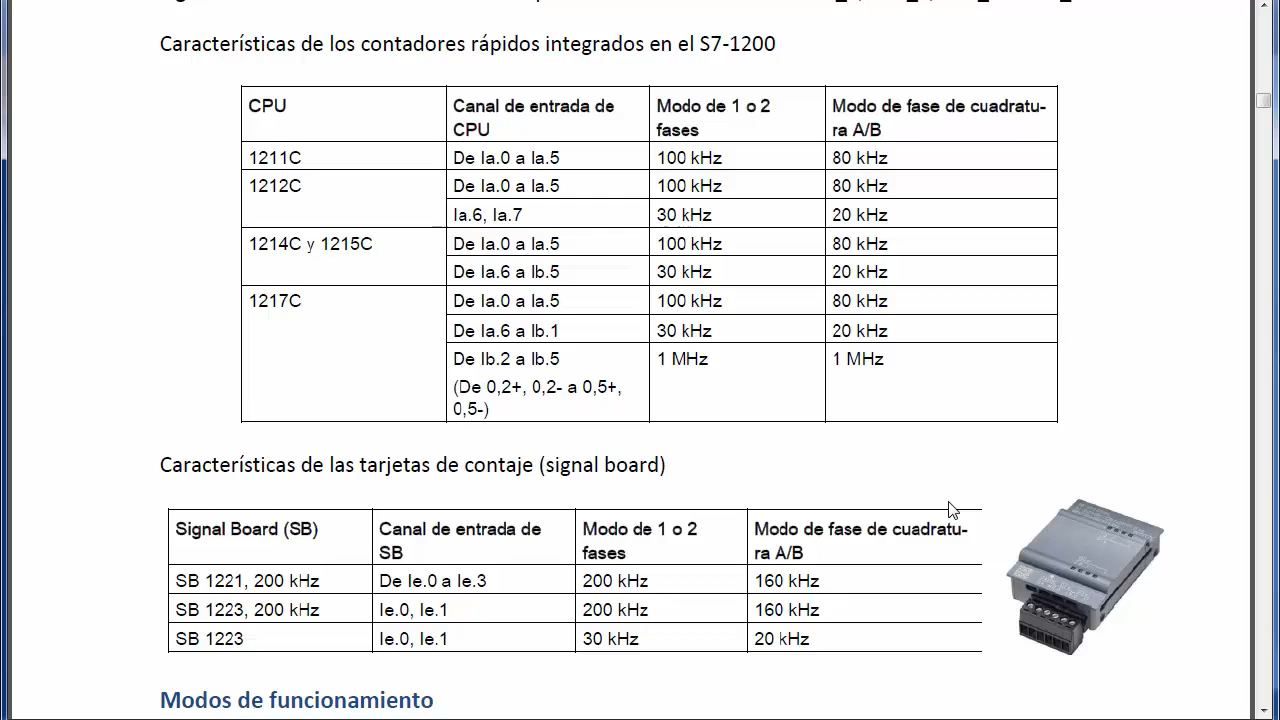 Características de los contadores rápidos integrados en el S7-1200
CPU
Canal de entrada de
CPU
Modo de 1 o 2
fases
Modo de fase de cuadratu-
ra A/B
1211C
De Ia.0 a Ia.5
100 kHz
80 kHz
1212C
De Ia.0 a Ia.5
100 kHz
80 kHz
Ia.6, Ia.7
30 kHz
20 kHz
1214C y 1215C
De Ia.0 a Ia.5
100 kHz
80 kHz
De Ia.6 a Ib.5
30 kHz
20 kHz
1217C
De Ia.0 a Ia.5
100 kHz
80 kHz
De Ia.6 a Ib.1
30 kHz
20 kHz
De Ib.2 a Ib.5
(De 0,2+, 0,2- a 0,5+,
0,5-)
1 MHz
1 MHz
Características de las tarjetas de contaje (signal board)
Signal Board (SB)
Canal de entrada de
SB
Modo de 1 o 2
fases
Modo de fase de cuadratu-
ra A/B
SB 1221, 200 kHz
De Ie.0 a Ie.3
200 kHz
160 kHz
SB 1223, 200 kHz
Ie.0, Ie.1
200 kHz
160 kHz
SB 1223
Ie.0, Ie.1
30 kHz
20 kHz
Modos de funcionamiento